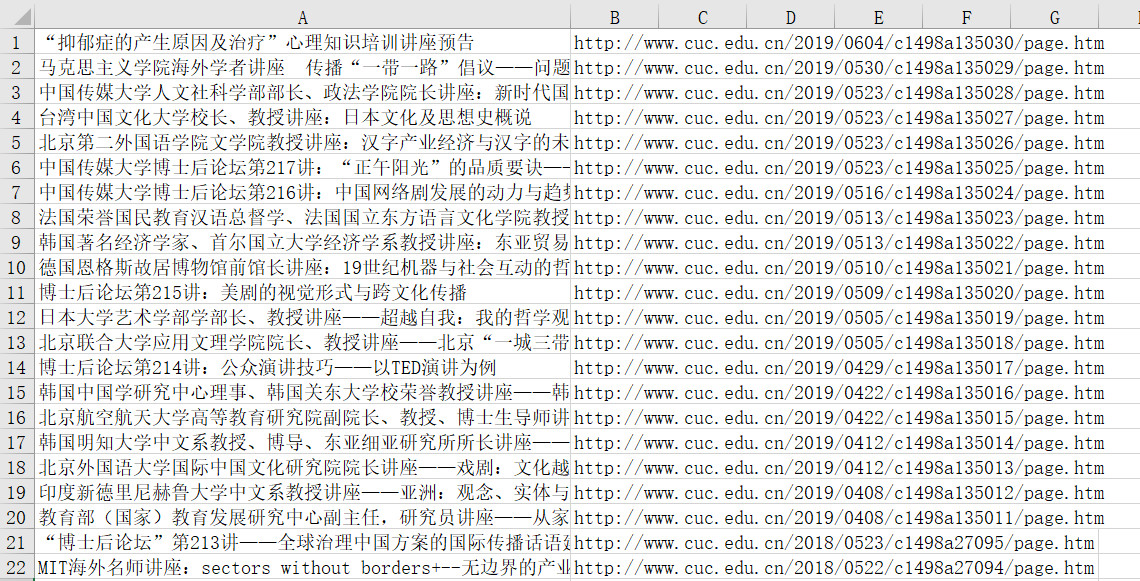 A B C D E F G
1 “抑郁症的产生原因及治疗”心理知识培训讲座预告 http://www.cuc.edu.cn/2019/0604/c1498a135030/page.htm
2 马克思主义学院海外学者讲座　传播“一带一路”倡议——问题 http://www.cuc.edu.cn/2019/0530/c1498a135029/page.htm
3 中国传媒大学人文社科学部部长、政法学院院长讲座：新时代国 http://www.cuc.edu.cn/2019/0523/c1498a135028/page.htm
4 台湾中国文化大学校长、教授讲座：日本文化及思想史概说 http://www.cuc.edu.cn/2019/0523/c1498a135027/page.htm
5 北京第二外国语学院文学院教授讲座：汉字产业经济与汉字的未 http://www.cuc.edu.cn/2019/0523/c1498a135026/page.htm
6 中国传媒大学博士后论坛第217讲：“正午阳光”的品质要诀—— http://www.cuc.edu.cn/2019/0523/c1498a135025/page.htm
7 中国传媒大学博士后论坛第216讲：中国网络剧发展的动力与趋势 http://www.cuc.edu.cn/2019/0516/c1498a135024/page.htm
8 法国荣誉国民教育汉语总督学、法国国立东方语言文化学院教授 http://www.cuc.edu.cn/2019/0513/c1498a135023/page.htm
9 韩国著名经济学家、首尔国立大学经济学系教授讲座：东亚贸易 http://www.cuc.edu.cn/2019/0513/c1498a135022/page.htm
10 德国恩格斯故居博物馆前馆长讲座：19世纪机器与社会互动的哲 http://www.cuc.edu.cn/2019/0510/c1498a135021/page.htm
11 博士后论坛第215讲：美剧的视觉形式与跨文化传播 http://www.cuc.edu.cn/2019/0509/c1498a135020/page.htm
12 日本大学艺术学部学部长、教授讲座——超越自我：我的哲学观 http://www.cuc.edu.cn/2019/0505/c1498a135019/page.htm
13 北京联合大学应用文理学院院长、教授讲座——北京“一城三带 http://www.cuc.edu.cn/2019/0505/c1498a135018/page.htm
14 博士后论坛第214讲：公众演讲技巧——以TED演讲为例 http://www.cuc.edu.cn/2019/0429/c1498a135017/page.htm
15 韩国中国学研究中心理事、韩国关东大学校荣誉教授讲座——韩 http://www.cuc.edu.cn/2019/0422/c1498a135016/page.htm
16 北京航空航天大学高等教育研究院副院长、教授、博士生导师讲 http://www.cuc.edu.cn/2019/0422/c1498a135015/page.htm
17 韩国明知大学中文系教授、博导、东亚细亚研究所所长讲座—— http://www.cuc.edu.cn/2019/0412/c1498a135014/page.htm
18 北京外国语大学国际中国文化研究院院长讲座——戏剧：文化越 http://www.cuc.edu.cn/2019/0412/c1498a135013/page.htm
19 印度新德里尼赫鲁大学中文系教授讲座——亚洲：观念、实体与 http://www.cuc.edu.cn/2019/0408/c1498a135012/page.htm
20 教育部（国家）教育发展研究中心副主任，研究员讲座——从家 http://www.cuc.edu.cn/2019/0408/c1498a135011/page.htm
21 “博士后论坛”第213讲——全球治理中国方案的国际传播话语建 http://www.cuc.edu.cn/2018/0523/c1498a27095/page.htm
22 MIT海外名师讲座：sectors without borders+--无边界的产业 http://www.cuc.edu.cn/2018/0522/c1498a27094/page.htm